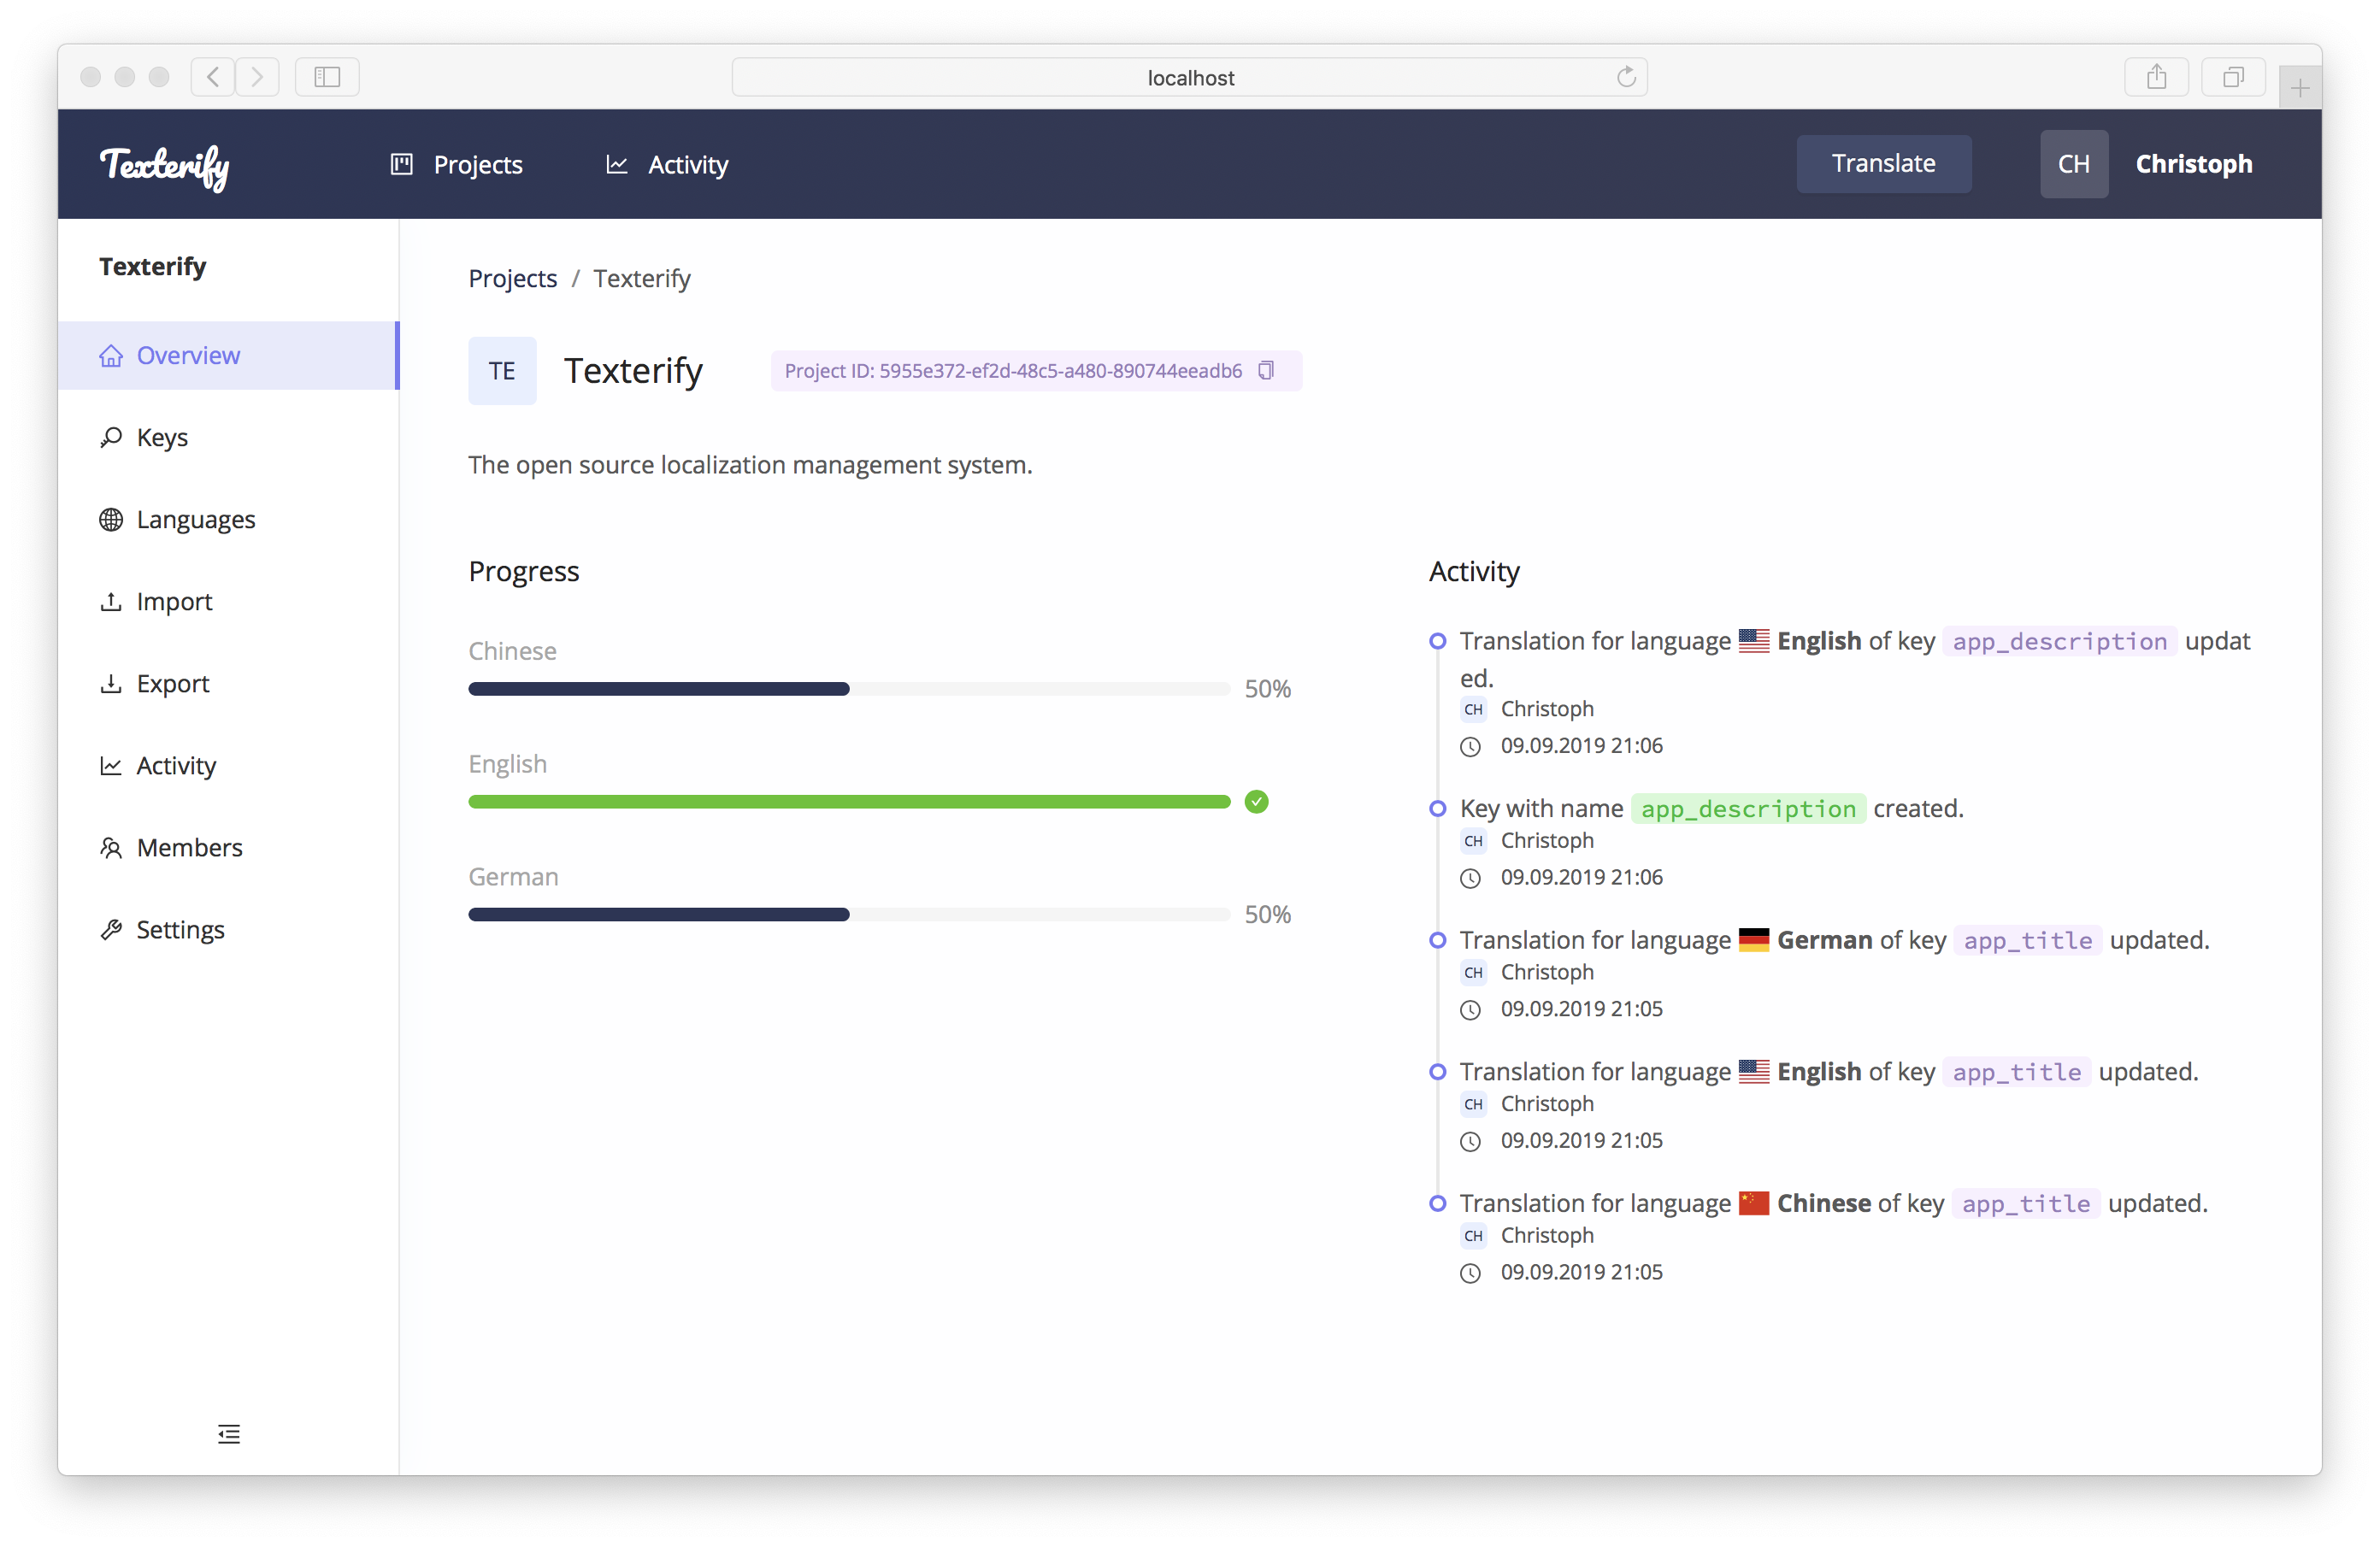 localhost
Texterify
Projects
Activity
Translate
CH
Christoph
Texterify
Overview
Keys
Languages
Import
Export
Activity
Members
Settings
Projects / Texterify
TE
Texterify
Project ID: 5955e372-ef2d-48c5-a480-890744eeadb6
The open source localization management system.
Progress
Chinese
50%
English
German
50%
Activity
Translation for language English of key app_description updat
ed.
CH Christoph
09.09.2019 21:06
Key with name app_description created.
CH Christoph
09.09.2019 21:06
Translation for language German of key app_title updated.
CH Christoph
09.09.2019 21:05
Translation for language English of key app_title updated.
CH Christoph
09.09.2019 21:05
Translation for language Chinese of key app_title updated.
CH Christoph
09.09.2019 21:05